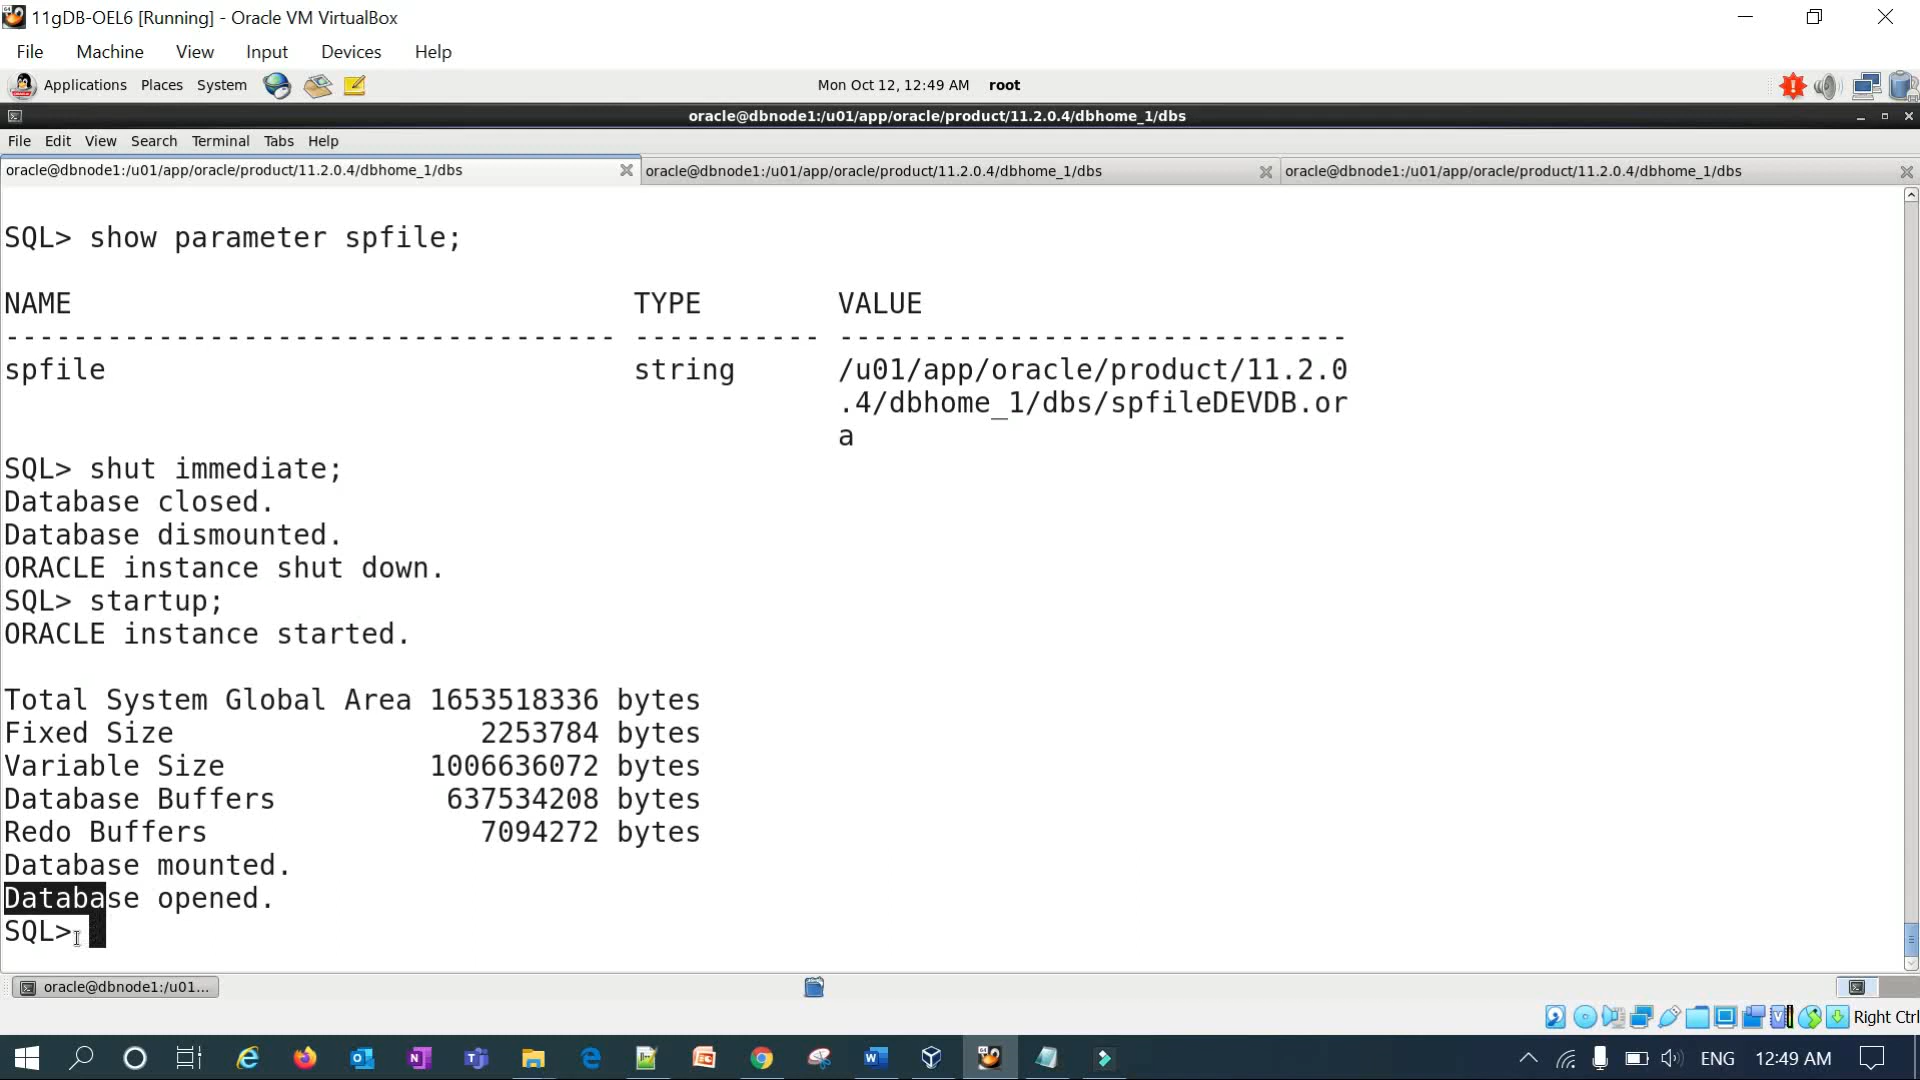 11gDB-OEL6 [Running] - Oracle VM VirtualBox
File Machine View Input Devices Help
Applications Places System Mon Oct 12, 12:49 AM root
oracle@dbnode1:/u01/app/oracle/product/11.2.0.4/dbhome_1/dbs
File Edit View Search Terminal Tabs Help
oracle@dbnode1:/u01/app/oracle/product/11.2.0.4/dbhome_1/dbs oracle@dbnode1:/u01/app/oracle/product/11.2.0.4/dbhome_1/dbs oracle@dbnode1:/u01/app/oracle/product/11.2.0.4/dbhome_1/dbs
SQL> show parameter spfile;
NAME TYPE VALUE
------------------------------------ ----------- ------------------------------
spfile string /u01/app/oracle/product/11.2.0
.4/dbhome_1/dbs/spfileDEVDB.or
a
SQL> shut immediate;
Database closed.
Database dismounted.
ORACLE instance shut down.
SQL> startup;
ORACLE instance started.
Total System Global Area 1653518336 bytes
Fixed Size 2253784 bytes
Variable Size 1006636072 bytes
Database Buffers 637534208 bytes
Redo Buffers 7094272 bytes
Database mounted.
Database opened.
SQL>
oracle@dbnode1:/u01...
Right Ctrl
ENG 12:49 AM